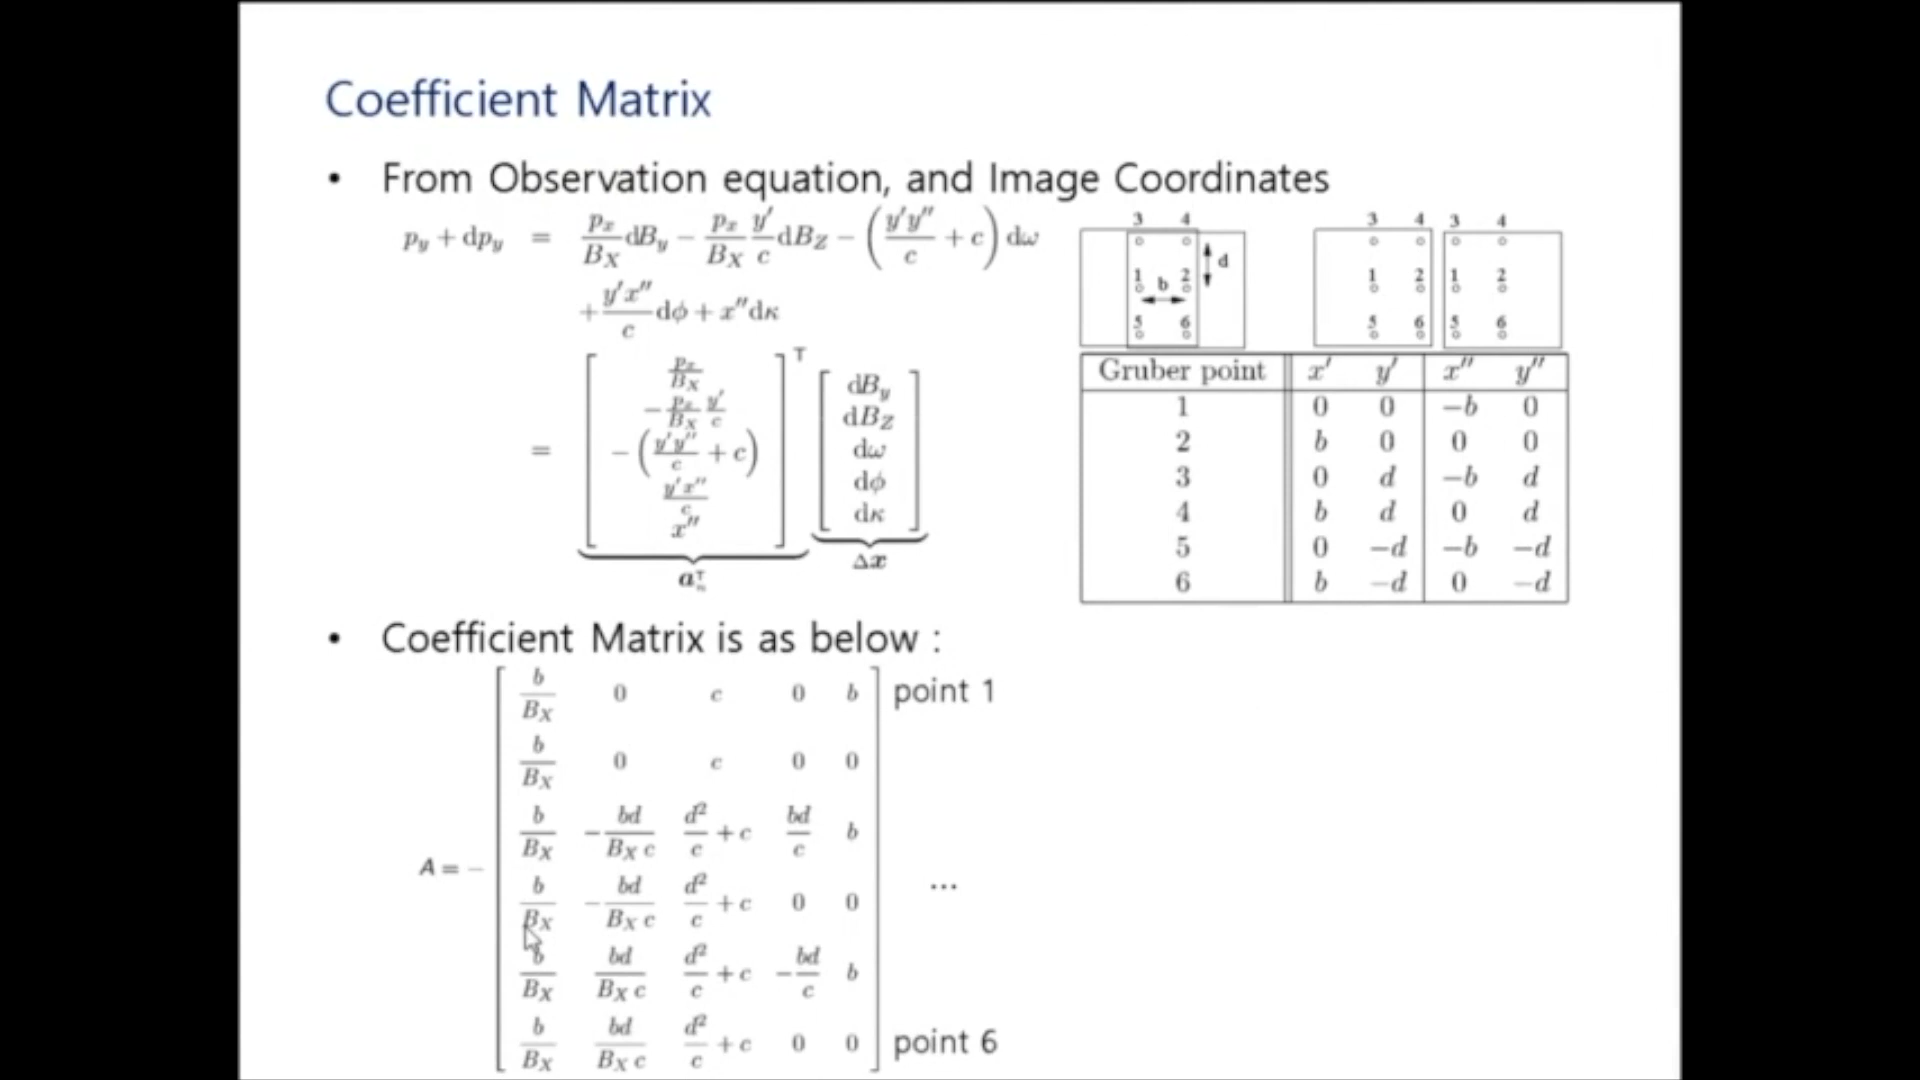 Coefficient Matrix
• From Observation equation, and Image Coordinates
p_y + dp_y = p_x/B_X dB_y − p_x/B_X y′/c dB_Z − (y′y″/c + c) dω
+ y′x″/c dϕ + x″dκ
= [ p_x/B_X ; − p_x/B_X y′/c ; − (y′y″/c + c) ; y′x″/c ; x″ ]^T [ dB_y ; dB_Z ; dω ; dϕ ; dκ ]
a_n^T Δx
3 4
1 2
b d
5 6
3 4 3 4
1 2 1 2
5 6 5 6
Gruber point x′ y′ x″ y″
1 0 0 −b 0
2 b 0 0 0
3 0 d −b d
4 b d 0 d
5 0 −d −b −d
6 b −d 0 −d
• Coefficient Matrix is as below :
b/B_X 0 c 0 b point 1
b/B_X 0 c 0 0
b/B_X −bd/B_X c d²/c + c bd/c b
A = −
b/B_X −bd/B_X c d²/c + c 0 0 ...
b/B_X bd/B_X c d²/c + c −bd/c b
b/B_X bd/B_X c d²/c + c 0 0 point 6